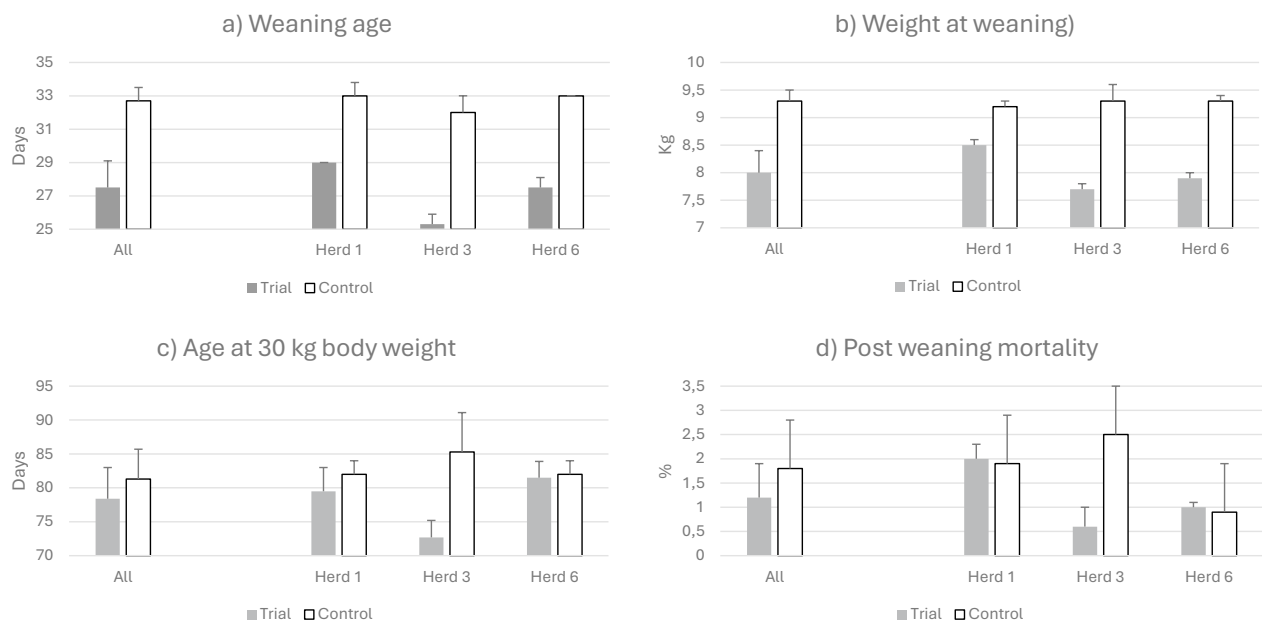 a) Weaning age
35
33
31
29
27
25
Days
All
Herd 1
Herd 3
Herd 6
Trial
Control
b) Weight at weaning)
10
9,5
9
8,5
8
7,5
7
Kg
All
Herd 1
Herd 3
Herd 6
Trial
Control
c) Age at 30 kg body weight
95
90
85
80
75
70
Days
All
Herd 1
Herd 3
Herd 6
Trial
Control
d) Post weaning mortality
3,5
3
2,5
2
1,5
1
0,5
0
%
All
Herd 1
Herd 3
Herd 6
Trial
Control